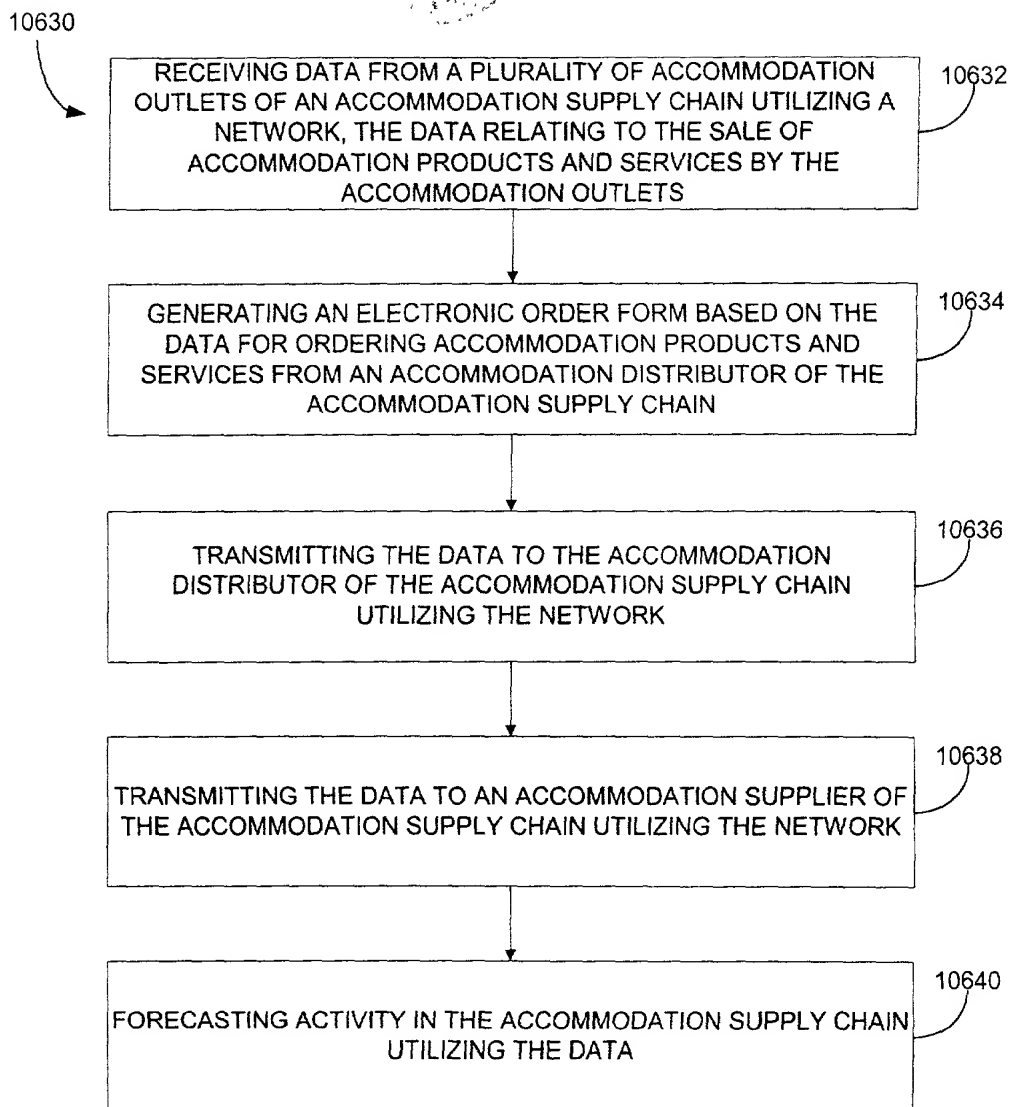 10630
RECEIVING DATA FROM A PLURALITY OF ACCOMMODATION
OUTLETS OF AN ACCOMMODATION SUPPLY CHAIN UTILIZING A
NETWORK, THE DATA RELATING TO THE SALE OF
ACCOMMODATION PRODUCTS AND SERVICES BY THE
ACCOMMODATION OUTLETS
10632
GENERATING AN ELECTRONIC ORDER FORM BASED ON THE
DATA FOR ORDERING ACCOMMODATION PRODUCTS AND
SERVICES FROM AN ACCOMMODATION DISTRIBUTOR OF THE
ACCOMMODATION SUPPLY CHAIN
10634
TRANSMITTING THE DATA TO THE ACCOMMODATION
DISTRIBUTOR OF THE ACCOMMODATION SUPPLY CHAIN
UTILIZING THE NETWORK
10636
TRANSMITTING THE DATA TO AN ACCOMMODATION SUPPLIER OF
THE ACCOMMODATION SUPPLY CHAIN UTILIZING THE NETWORK
10638
FORECASTING ACTIVITY IN THE ACCOMMODATION SUPPLY CHAIN
UTILIZING THE DATA
10640